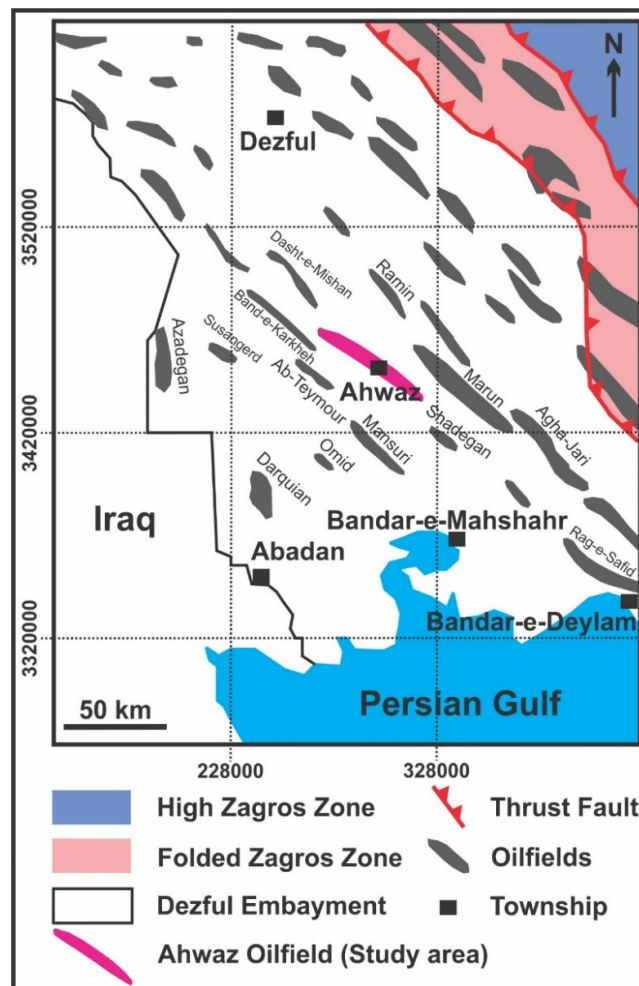 N
Dezful
3520000
Dasht-e-Mishan
Ramin
Band-e-Karkheh
Azadegan
Susangerd
Ahwaz
Ab-Teymour
Marun
3420000
Mansuri
Shadegan
Agha-Jari
Omid
Darquian
Iraq
Bandar-e-Mahshahr
Abadan
Rag-e-Safid
Bandar-e-Deylam
3320000
Persian Gulf
50 km
228000
328000
High Zagros Zone
Thrust Fault
Folded Zagros Zone
Oilfields
Dezful Embayment
Township
Ahwaz Oilfield (Study area)